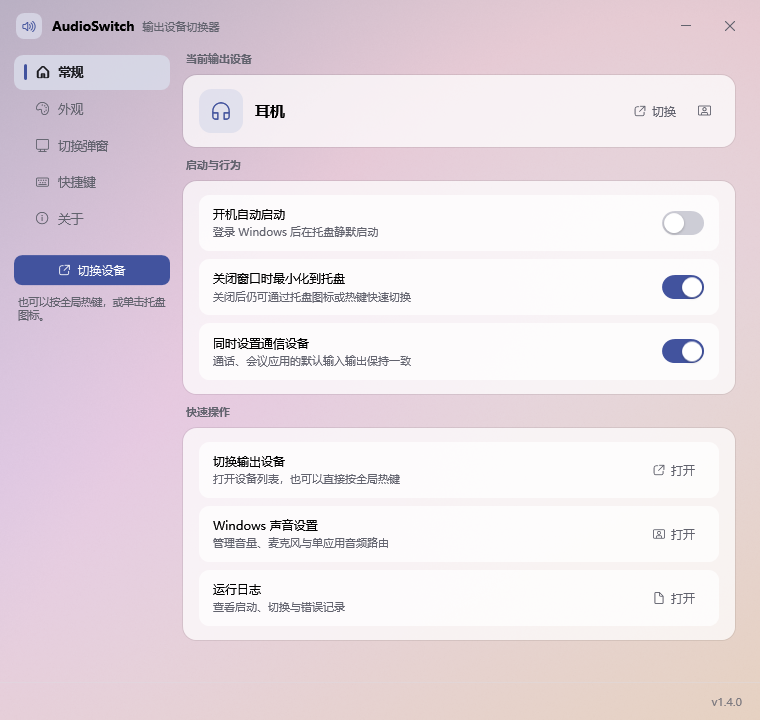 AudioSwitch 输出设备切换器
常规
外观
切换弹窗
快捷键
关于
切换设备
也可以按全局热键，或单击托盘
图标。
当前输出设备
耳机
切换
启动与行为
开机自动启动
登录 Windows 后在托盘静默启动
关闭窗口时最小化到托盘
关闭后仍可通过托盘图标或热键快速切换
同时设置通信设备
通话、会议应用的默认输入输出保持一致
快速操作
切换输出设备
打开设备列表，也可以直接按全局热键
打开
Windows 声音设置
管理音量、麦克风与单应用音频路由
打开
运行日志
查看启动、切换与错误记录
打开
v1.4.0